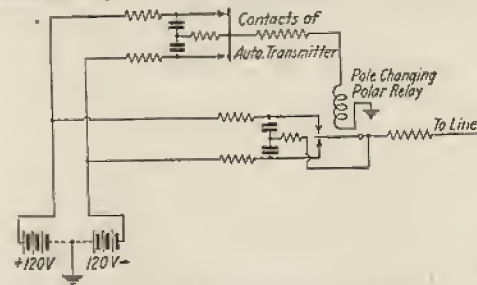 Contacts of
Auto. Transmitter
Pole Changing
Polar Relay
To Line
+120V 120V-